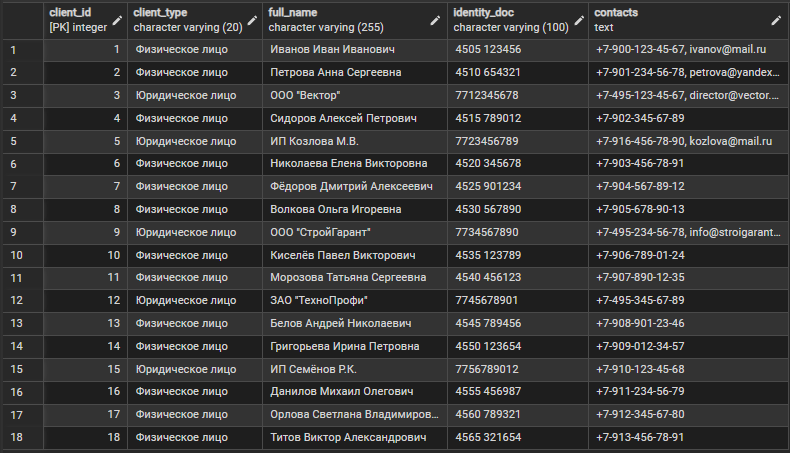 client_id client_type full_name identity_doc contacts
[PK] integer character varying (20) character varying (255) character varying (100) text
1 1 Физическое лицо Иванов Иван Иванович 4505 123456 +7-900-123-45-67, ivanov@mail.ru
2 2 Физическое лицо Петрова Анна Сергеевна 4510 654321 +7-901-234-56-78, petrova@yandex...
3 3 Юридическое лицо ООО "Вектор" 7712345678 +7-495-123-45-67, director@vector....
4 4 Физическое лицо Сидоров Алексей Петрович 4515 789012 +7-902-345-67-89
5 5 Юридическое лицо ИП Козлова М.В. 7723456789 +7-916-456-78-90, kozlova@mail.ru
6 6 Физическое лицо Николаева Елена Викторовна 4520 345678 +7-903-456-78-91
7 7 Физическое лицо Фёдоров Дмитрий Алексеевич 4525 901234 +7-904-567-89-12
8 8 Физическое лицо Волкова Ольга Игоревна 4530 567890 +7-905-678-90-13
9 9 Юридическое лицо ООО "СтройГарант" 7734567890 +7-495-234-56-78, info@stroigarant...
10 10 Физическое лицо Киселёв Павел Викторович 4535 123789 +7-906-789-01-24
11 11 Физическое лицо Морозова Татьяна Сергеевна 4540 456123 +7-907-890-12-35
12 12 Юридическое лицо ЗАО "ТехноПрофи" 7745678901 +7-495-345-67-89
13 13 Физическое лицо Белов Андрей Николаевич 4545 789456 +7-908-901-23-46
14 14 Физическое лицо Григорьева Ирина Петровна 4550 123654 +7-909-012-34-57
15 15 Юридическое лицо ИП Семёнов Р.К. 7756789012 +7-910-123-45-68
16 16 Физическое лицо Данилов Михаил Олегович 4555 456987 +7-911-234-56-79
17 17 Физическое лицо Орлова Светлана Владимиров... 4560 789321 +7-912-345-67-80
18 18 Физическое лицо Титов Виктор Александрович 4565 321654 +7-913-456-78-91